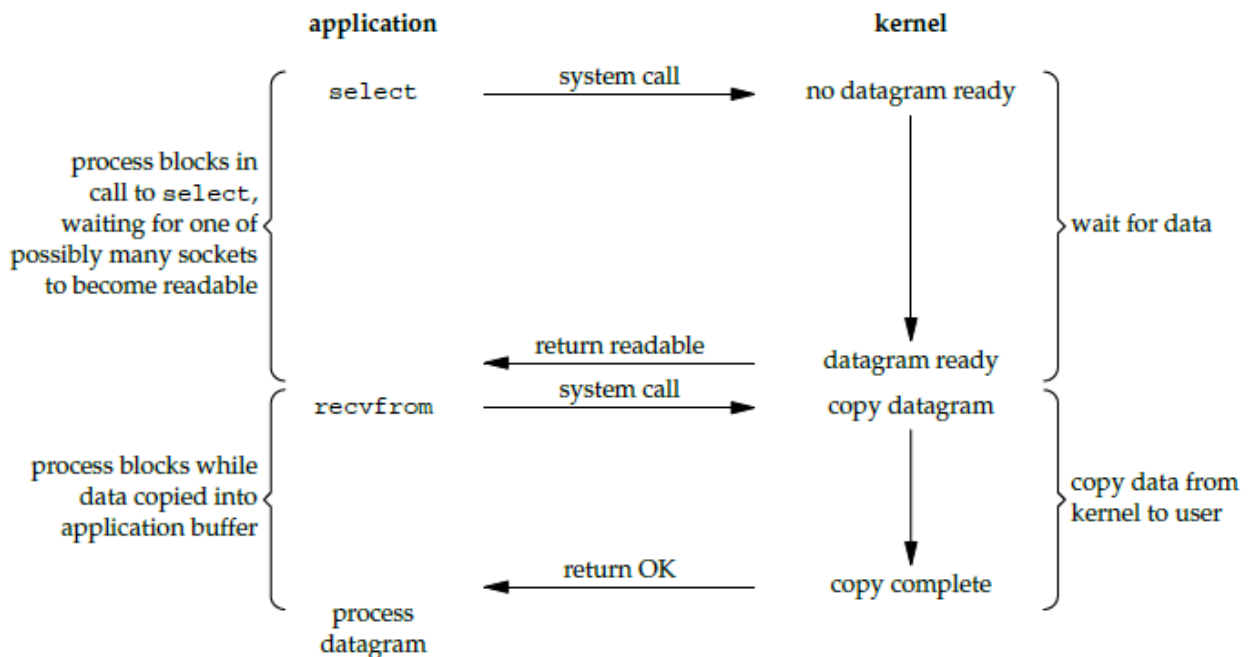 application
kernel
select
system call
no datagram ready
process blocks in
call to select,
waiting for one of
possibly many sockets
to become readable
wait for data
return readable
datagram ready
recvfrom
system call
copy datagram
process blocks while
data copied into
application buffer
copy data from
kernel to user
return OK
copy complete
process
datagram